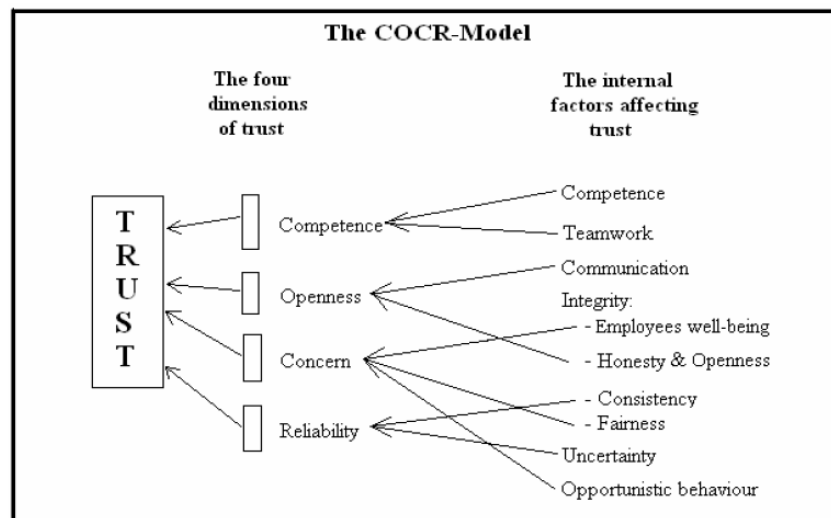 The COCR-Model
The four
dimensions
of trust
The internal
factors affecting
trust
T
R
U
S
T
Competence
Openness
Concern
Reliability
Competence
Teamwork
Communication
Integrity:
- Employees well-being
- Honesty & Openness
- Consistency
- Fairness
Uncertainty
Opportunistic behaviour